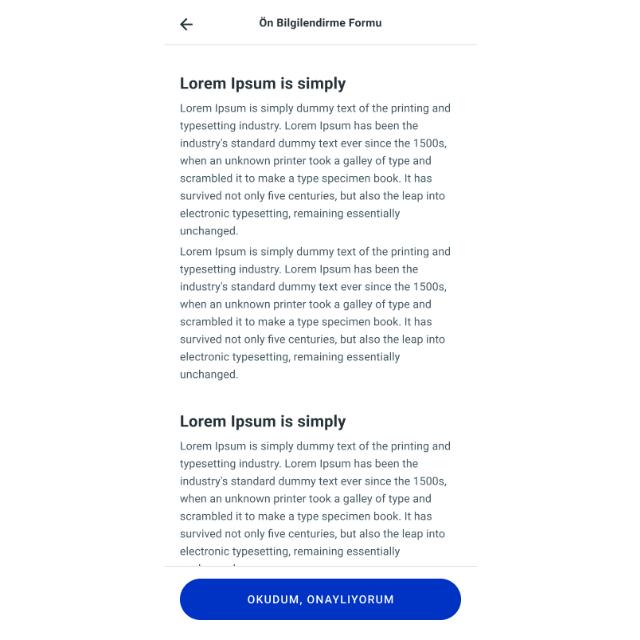 Ön Bilgilendirme Formu
Lorem Ipsum is simply
Lorem Ipsum is simply dummy text of the printing and
typesetting industry. Lorem Ipsum has been the
industry's standard dummy text ever since the 1500s,
when an unknown printer took a galley of type and
scrambled it to make a type specimen book. It has
survived not only five centuries, but also the leap into
electronic typesetting, remaining essentially
unchanged.
Lorem Ipsum is simply dummy text of the printing and
typesetting industry. Lorem Ipsum has been the
industry's standard dummy text ever since the 1500s,
when an unknown printer took a galley of type and
scrambled it to make a type specimen book. It has
survived not only five centuries, but also the leap into
electronic typesetting, remaining essentially
unchanged.
Lorem Ipsum is simply
Lorem Ipsum is simply dummy text of the printing and
typesetting industry. Lorem Ipsum has been the
industry's standard dummy text ever since the 1500s,
when an unknown printer took a galley of type and
scrambled it to make a type specimen book. It has
survived not only five centuries, but also the leap into
electronic typesetting, remaining essentially
OKUDUM, ONAYLIYORUM